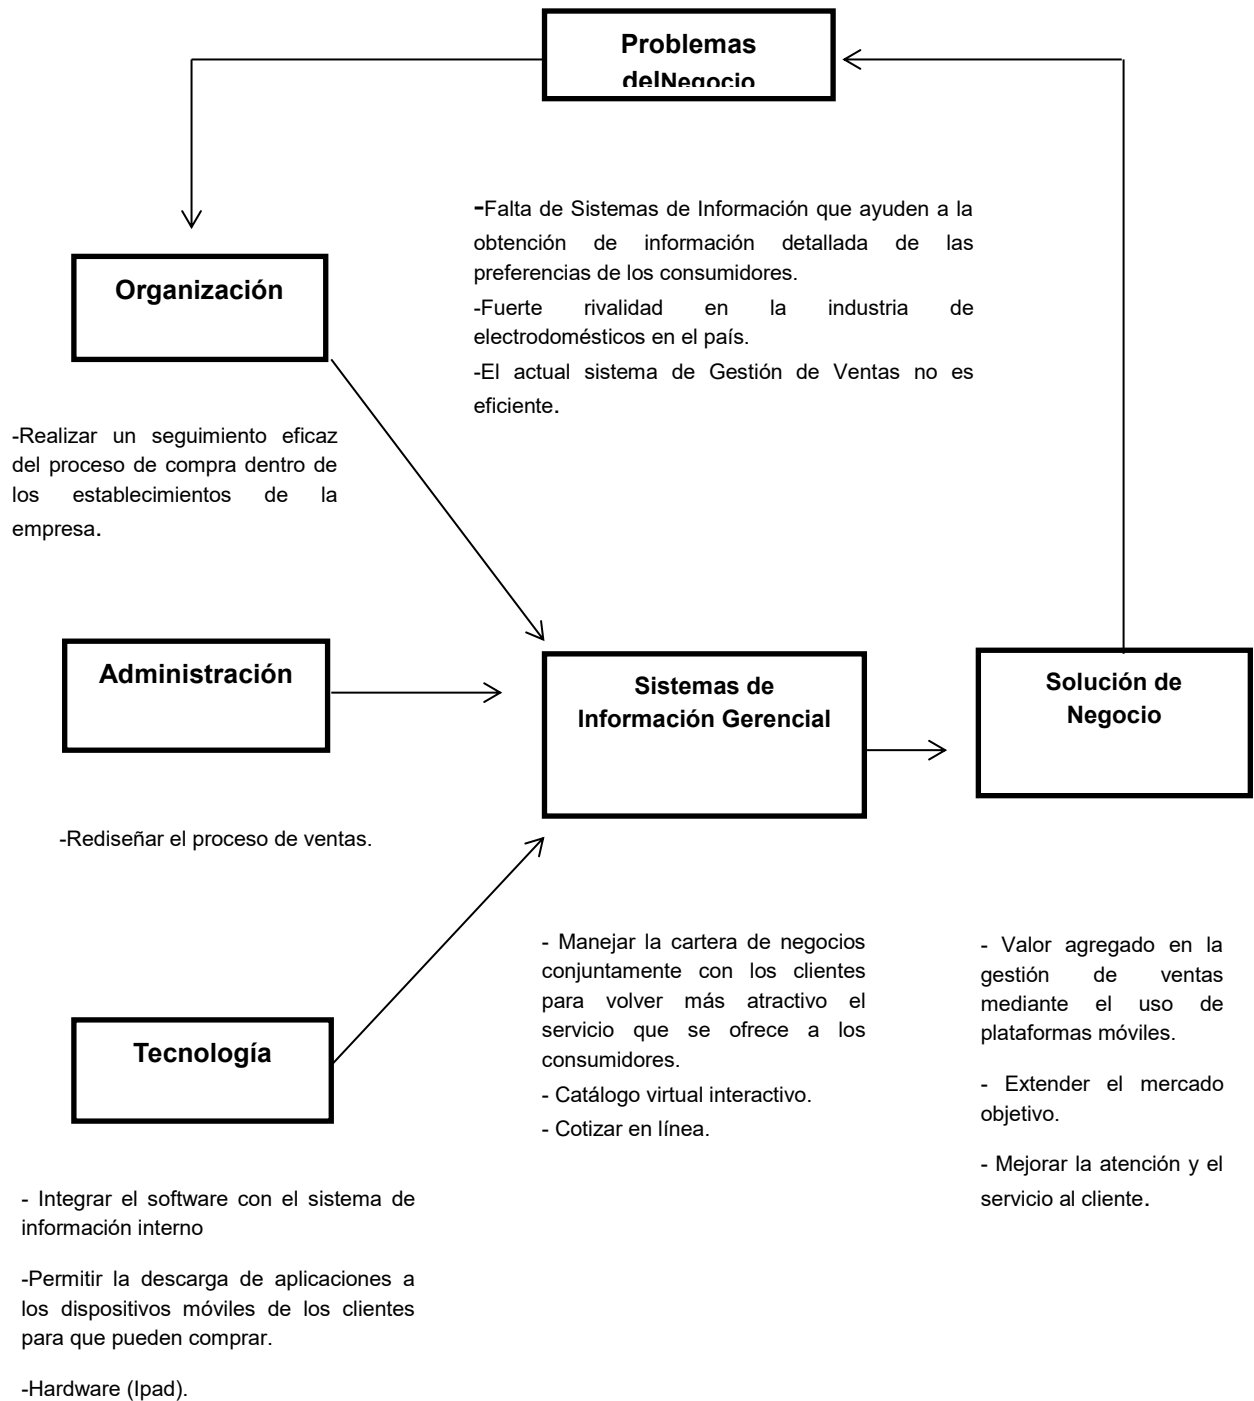 Problemas
delNegocio
-Falta de Sistemas de Información que ayuden a la
obtención de información detallada de las
preferencias de los consumidores.
-Fuerte rivalidad en la industria de
electrodomésticos en el país.
-El actual sistema de Gestión de Ventas no es
eficiente.
Organización
-Realizar un seguimiento eficaz
del proceso de compra dentro de
los establecimientos de la
empresa.
Administración
-Rediseñar el proceso de ventas.
Tecnología
- Integrar el software con el sistema de
información interno
-Permitir la descarga de aplicaciones a
los dispositivos móviles de los clientes
para que pueden comprar.
-Hardware (Ipad).
Sistemas de
Información Gerencial
- Manejar la cartera de negocios
conjuntamente con los clientes
para volver más atractivo el
servicio que se ofrece a los
consumidores.
- Catálogo virtual interactivo.
- Cotizar en línea.
Solución de
Negocio
- Valor agregado en la
gestión de ventas
mediante el uso de
plataformas móviles.
- Extender el mercado
objetivo.
- Mejorar la atención y el
servicio al cliente.